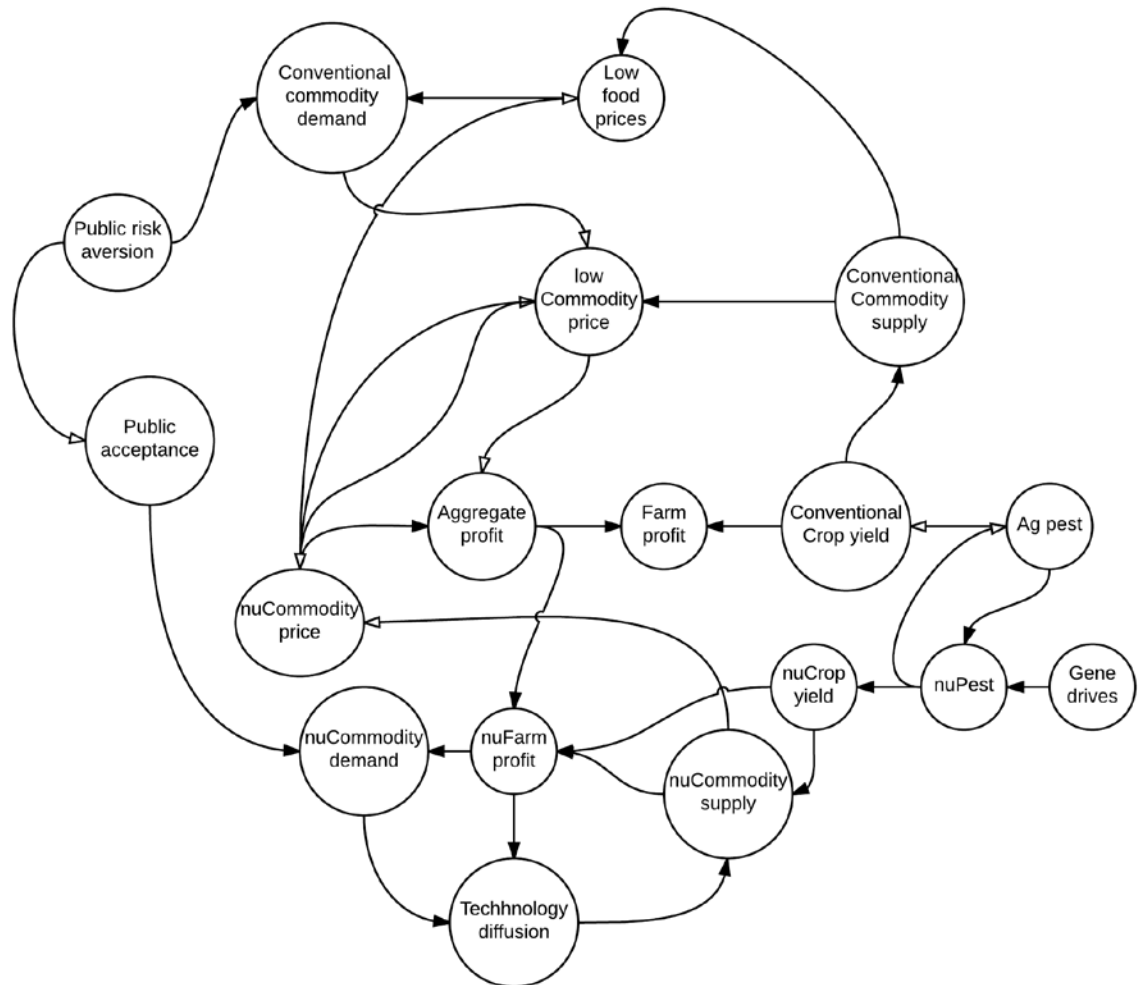 Conventional
commodity
demand
Low
food
prices
Public risk
aversion
low
Commodity
price
Conventional
Commodity
supply
Public
acceptance
Aggregate
profit
Farm
profit
Conventional
Crop yield
Ag pest
nuCommodity
price
nuCrop
yield
nuPest
Gene
drives
nuCommodity
demand
nuFarm
profit
nuCommodity
supply
Techhnology
diffusion